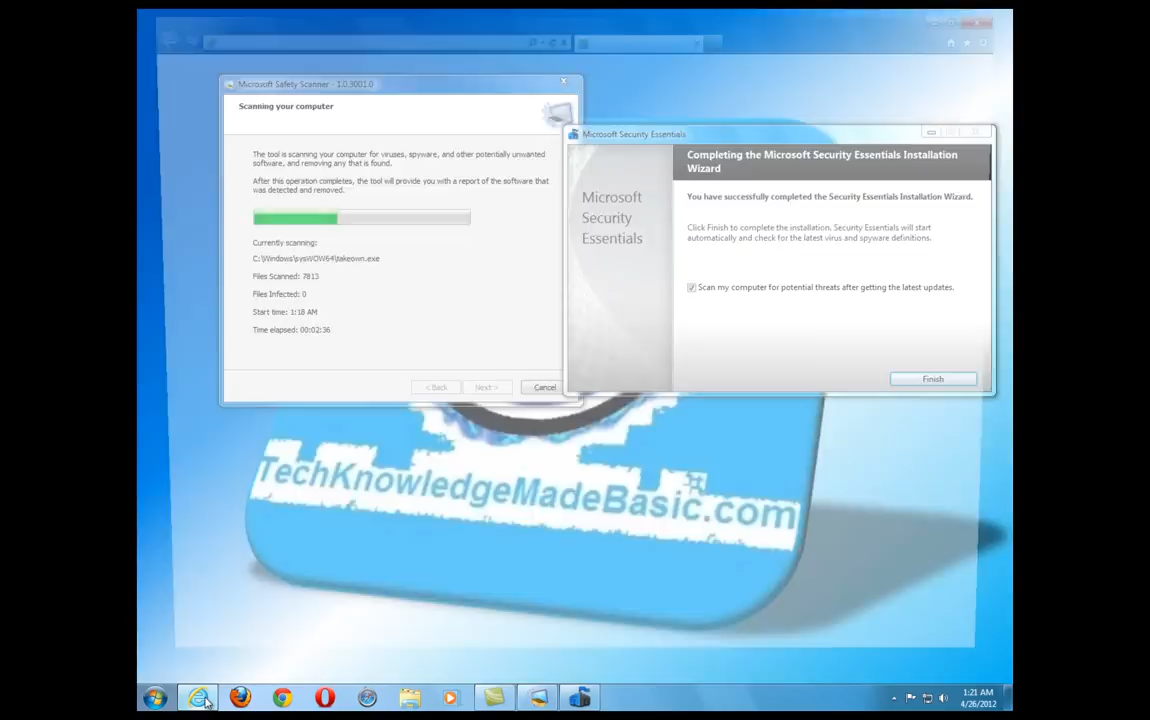 Microsoft Safety Scanner - 1.0.3001.0
Scanning your computer
The tool is scanning your computer for viruses, spyware, and other potentially unwanted
software, and removing any that is found.
After this operation completes, the tool will provide you with a report of the software that
was detected and removed.
Currently scanning:
C:\Windows\sysWOW64\takeown.exe
Files Scanned: 7813
Files Infected: 0
Start time: 1:18 AM
Time elapsed: 00:02:36
< Back
Next >
Cancel
Microsoft Security Essentials
Completing the Microsoft Security Essentials Installation
Wizard
Microsoft
Security
Essentials
You have successfully completed the Security Essentials Installation Wizard.
Click Finish to complete the installation. Security Essentials will start
automatically and check for the latest virus and spyware definitions.
Scan my computer for potential threats after getting the latest updates.
Finish
TechKnowledgeMadeBasic.com
1:21 AM
4/26/2012